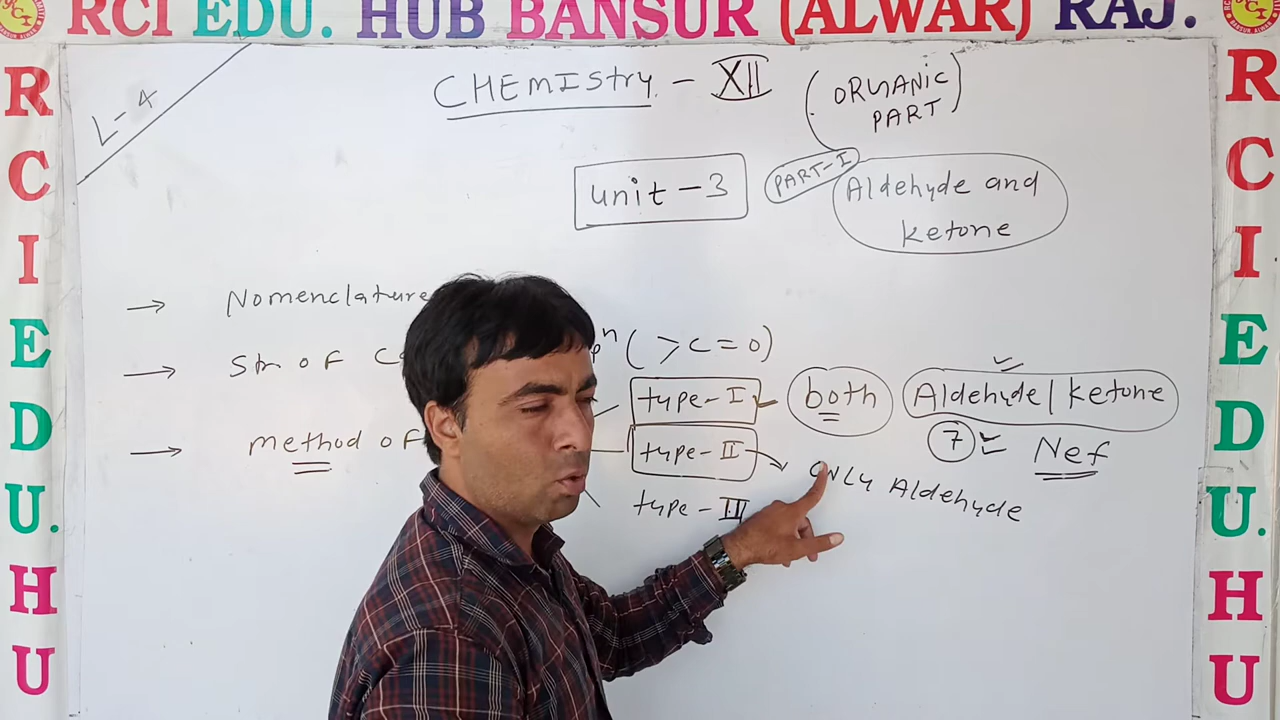 RCI EDU. HUB BANSUR (ALWAR) RAJ.
R
C
I
E
D
U.
H
U
R
C
I
E
D
U.
H
U
L-4
CHEMIStry - XII
(ORGANIC
PART)
unit-3
PART-I
Aldehyde and
ketone
→ Nomenclature
→ Str of (>C=O)
→ method of
type-I both Aldehyde/ketone
type-II → ONLY Aldehyde
7 Nef
type-III